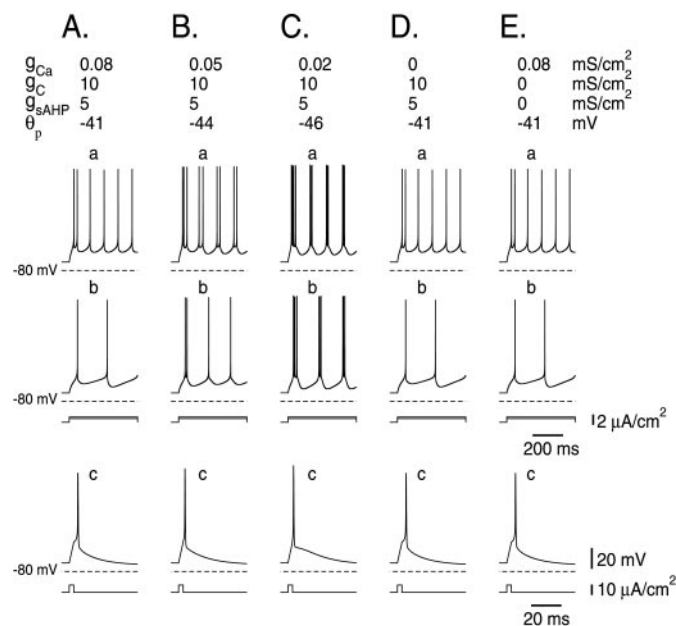 A. B. C. D. E.
gCa 0.08 0.05 0.02 0 0.08 mS/cm2
gC 10 10 10 10 0 mS/cm2
gsAHP 5 5 5 5 0 mS/cm2
θp -41 -44 -46 -41 -41 mV
a a a a a
-80 mV
b b b b b
-80 mV
2 μA/cm2
200 ms
c c c c c
20 mV
-80 mV
10 μA/cm2
20 ms